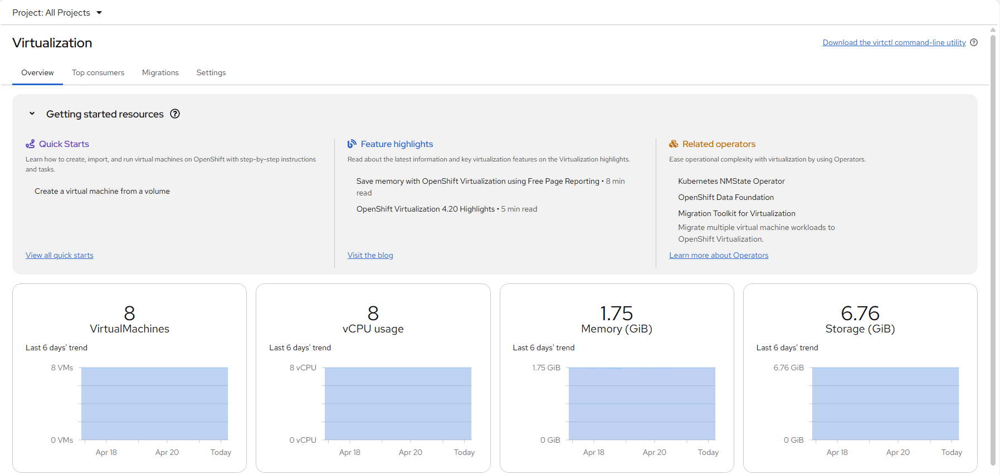 Project: All Projects
Virtualization
Download the virtctl command-line utility
Overview
Top consumers
Migrations
Settings
Getting started resources
Quick Starts
Learn how to create, import, and run virtual machines on OpenShift with step-by-step instructions
and tasks.
Create a virtual machine from a volume
View all quick starts
Feature highlights
Read about the latest information and key virtualization features on the Virtualization highlights.
Save memory with OpenShift Virtualization using Free Page Reporting • 8 min
read
OpenShift Virtualization 4.20 Highlights • 5 min read
Visit the blog
Related operators
Ease operational complexity with virtualization by using Operators.
Kubernetes NMState Operator
OpenShift Data Foundation
Migration Toolkit for Virtualization
Migrate multiple virtual machine workloads to
OpenShift Virtualization.
Learn more about Operators
8
VirtualMachines
Last 6 days' trend
8 VMs
0 VMs
Apr 18
Apr 20
Today
8
vCPU usage
Last 6 days' trend
8 vCPU
0 vCPU
Apr 18
Apr 20
Today
1.75
Memory (GiB)
Last 6 days' trend
1.75 GiB
0 GiB
Apr 18
Apr 20
Today
6.76
Storage (GiB)
Last 6 days' trend
6.76 GiB
0 GiB
Apr 18
Apr 20
Today